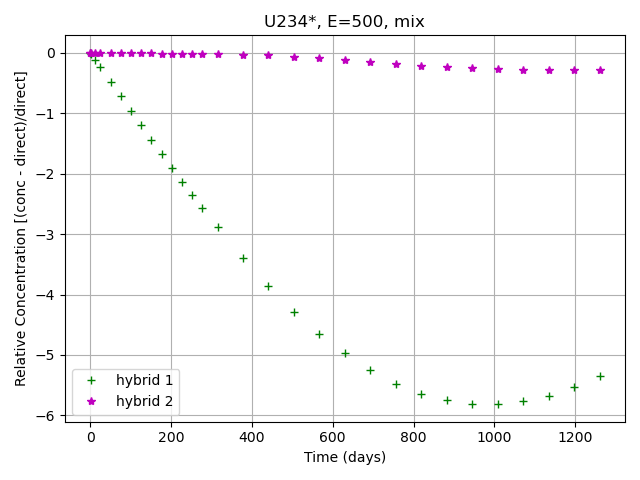 U234*, E=500, mix
Relative Concentration [(conc - direct)/direct]
0
−1
−2
−3
−4
−5
−6
hybrid 1
hybrid 2
0 200 400 600 800 1000 1200
Time (days)